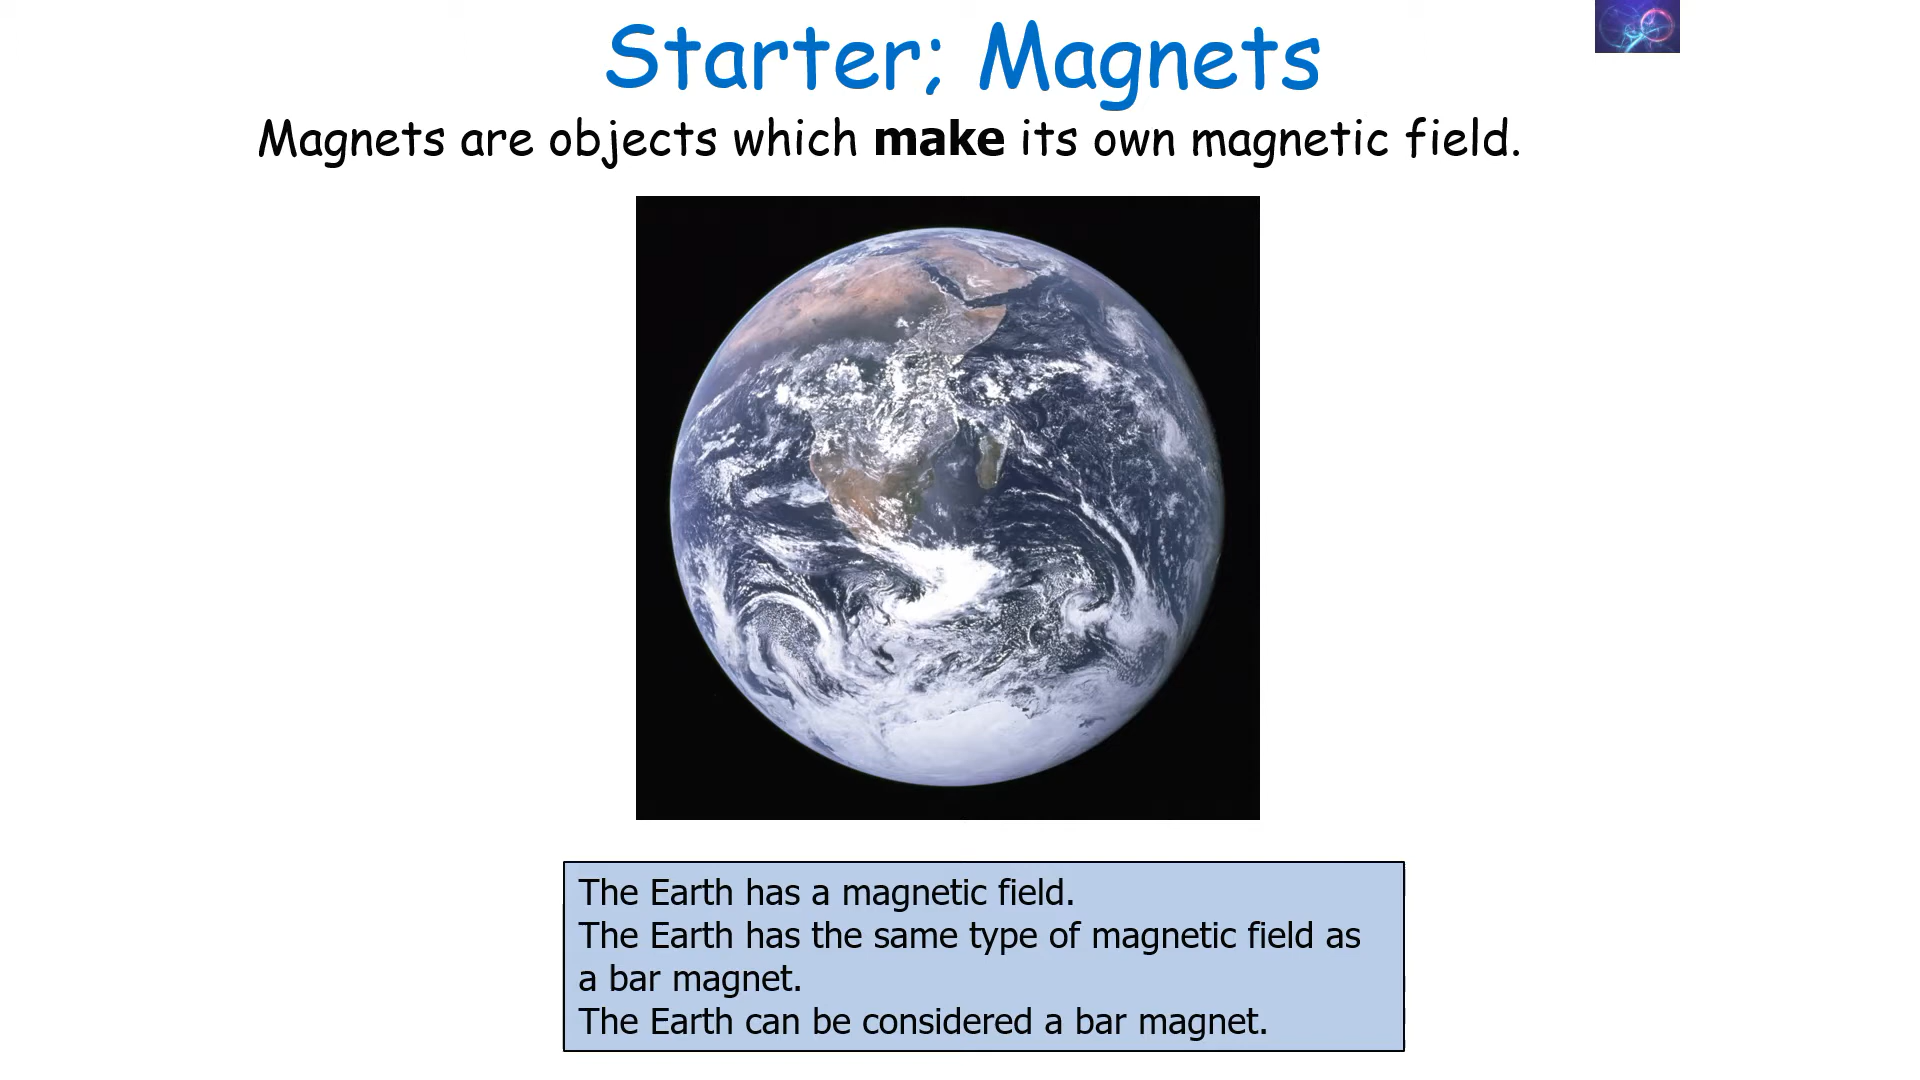 Starter; Magnets
Magnets are objects which make its own magnetic field.
The Earth has a magnetic field.
The Earth has the same type of magnetic field as
a bar magnet.
The Earth can be considered a bar magnet.